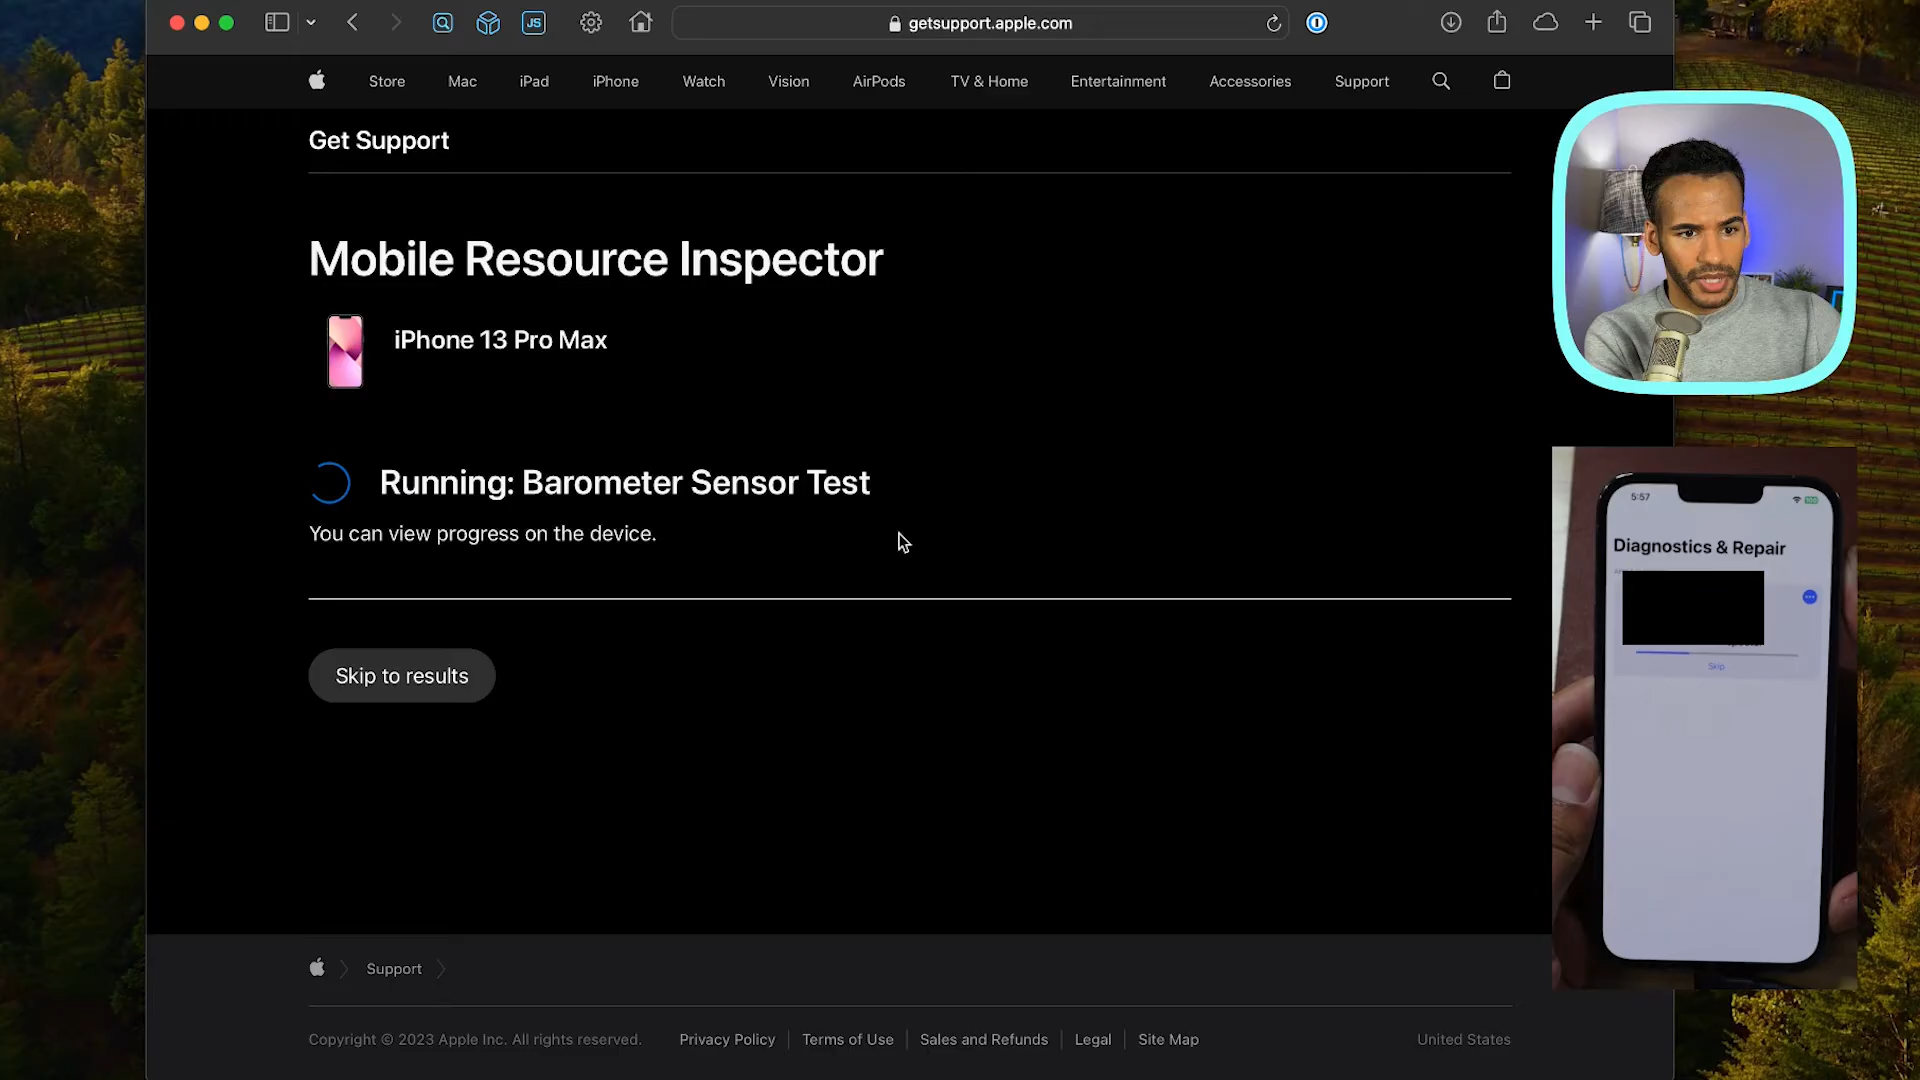 getsupport.apple.com
Store Mac iPad iPhone Watch Vision AirPods TV & Home Entertainment Accessories Support
Get Support
Mobile Resource Inspector
iPhone 13 Pro Max
Running: Barometer Sensor Test
You can view progress on the device.
Skip to results
5:57
Diagnostics & Repair
Skip
Support
Copyright © 2023 Apple Inc. All rights reserved. Privacy Policy Terms of Use Sales and Refunds Legal Site Map United States
JS